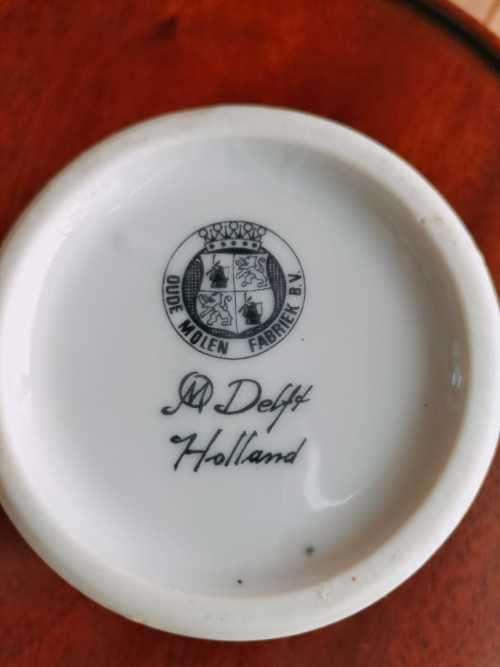 OUDE MOLEN FABRIEK B.V.
OM Delft
Holland